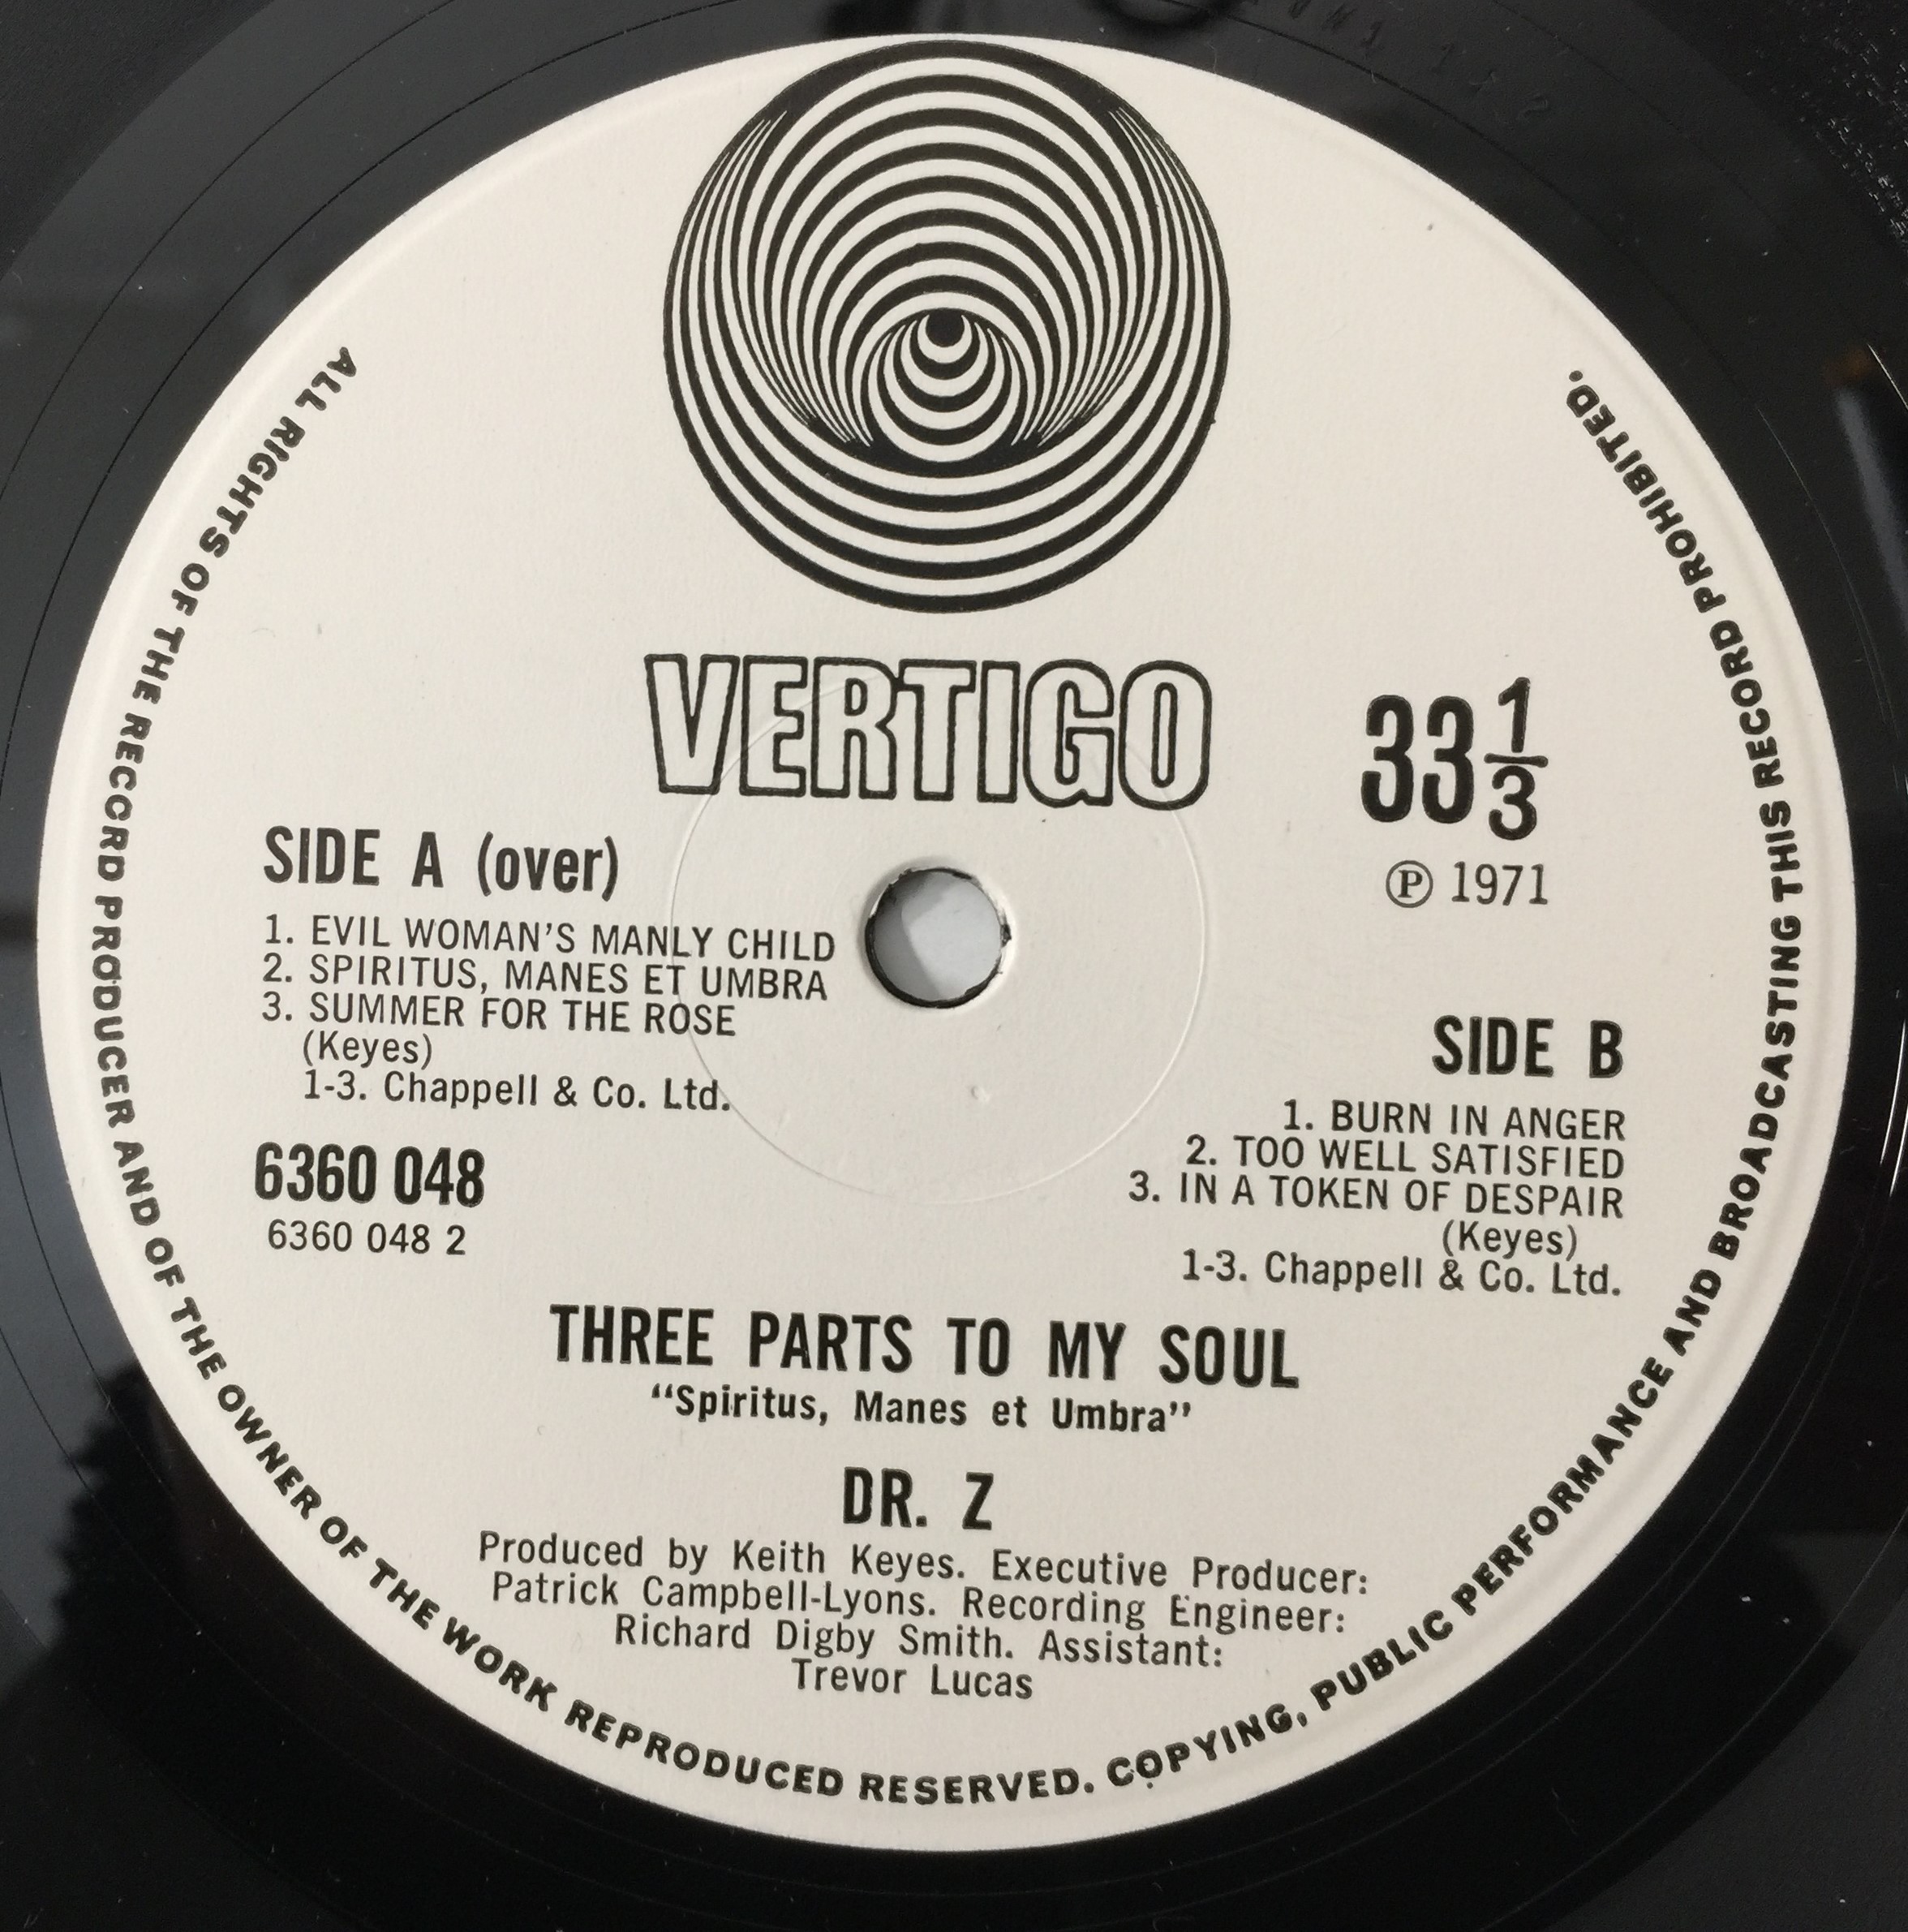 VERTIGO
33 1/3
Ⓟ 1971
SIDE A (over)
1. EVIL WOMAN'S MANLY CHILD
2. SPIRITUS, MANES ET UMBRA
3. SUMMER FOR THE ROSE
(Keyes)
1-3. Chappell & Co. Ltd.
6360 048
6360 048 2
SIDE B
1. BURN IN ANGER
2. TOO WELL SATISFIED
3. IN A TOKEN OF DESPAIR
(Keyes)
1-3. Chappell & Co. Ltd.
THREE PARTS TO MY SOUL
“Spiritus, Manes et Umbra”
DR. Z
Produced by Keith Keyes. Executive Producer:
Patrick Campbell-Lyons. Recording Engineer:
Richard Digby Smith. Assistant:
Trevor Lucas
ALL RIGHTS OF THE RECORD PRODUCER AND OF THE OWNER OF THE WORK REPRODUCED RESERVED. COPYING, PUBLIC PERFORMANCE AND BROADCASTING THIS RECORD PROHIBITED.